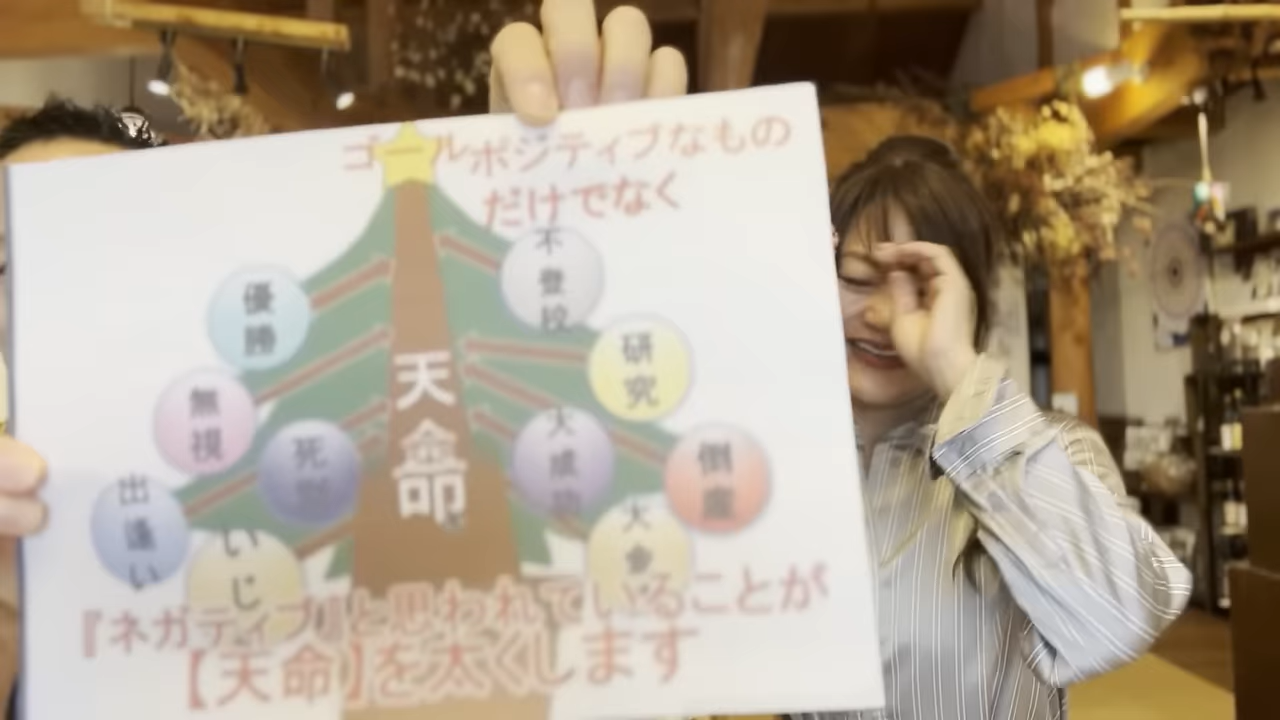 ゴールポジティブなもの
だけでなく
不登校
優勝
研究
無視
天命
死別
大成功
倒産
出逢い
いじ
大
『ネガティブ』と思われていることが
【天命】を太くします